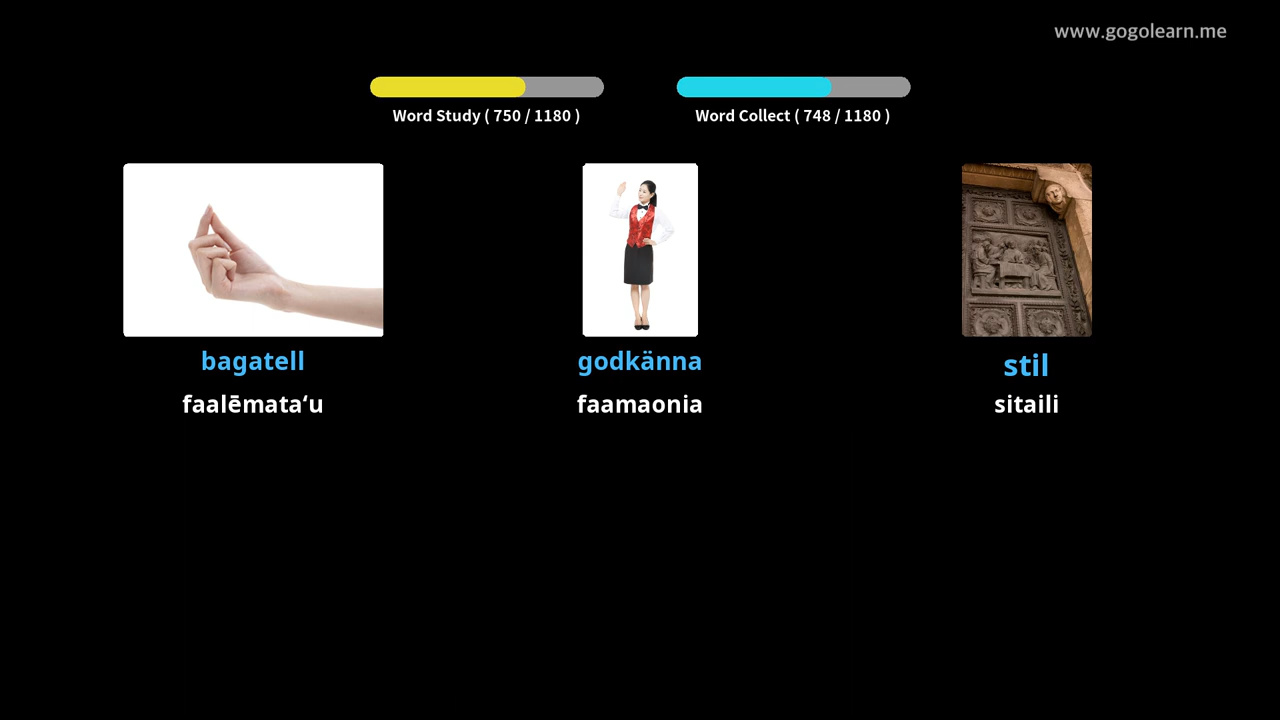 www.gogolearn.me
Word Study ( 750 / 1180 )
Word Collect ( 748 / 1180 )
bagatell
godkänna
stil
faalēmataʻu
faamaonia
sitaili